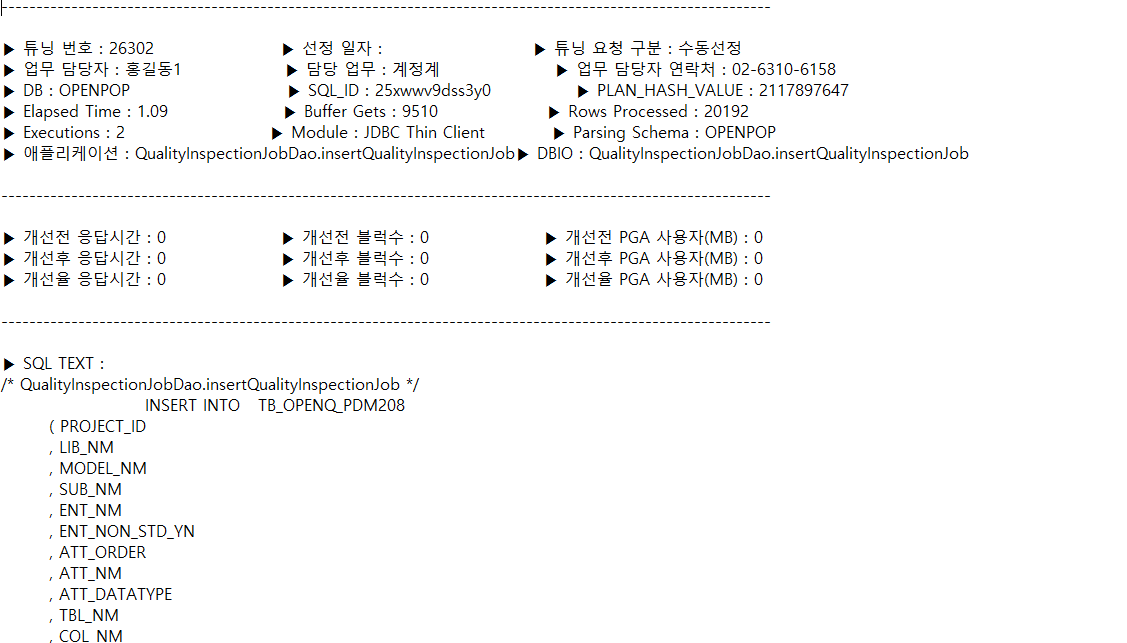 --------------------------------------------------------------------------------------------------------------
▶ 튜닝 번호 : 26302 ▶ 선정 일자 : ▶ 튜닝 요청 구분 : 수동선정
▶ 업무 담당자 : 홍길동1 ▶ 담당 업무 : 계정계 ▶ 업무 담당자 연락처 : 02-6310-6158
▶ DB : OPENPOP ▶ SQL_ID : 25xwwv9dss3y0 ▶ PLAN_HASH_VALUE : 2117897647
▶ Elapsed Time : 1.09 ▶ Buffer Gets : 9510 ▶ Rows Processed : 20192
▶ Executions : 2 ▶ Module : JDBC Thin Client ▶ Parsing Schema : OPENPOP
▶ 애플리케이션 : QualityInspectionJobDao.insertQualityInspectionJob ▶ DBIO : QualityInspectionJobDao.insertQualityInspectionJob
--------------------------------------------------------------------------------------------------------------
▶ 개선전 응답시간 : 0 ▶ 개선전 블럭수 : 0 ▶ 개선전 PGA 사용자(MB) : 0
▶ 개선후 응답시간 : 0 ▶ 개선후 블럭수 : 0 ▶ 개선후 PGA 사용자(MB) : 0
▶ 개선율 응답시간 : 0 ▶ 개선율 블럭수 : 0 ▶ 개선율 PGA 사용자(MB) : 0
--------------------------------------------------------------------------------------------------------------
▶ SQL TEXT :
/* QualityInspectionJobDao.insertQualityInspectionJob */
INSERT INTO TB_OPENQ_PDM208
( PROJECT_ID
, LIB_NM
, MODEL_NM
, SUB_NM
, ENT_NM
, ENT_NON_STD_YN
, ATT_ORDER
, ATT_NM
, ATT_DATATYPE
, TBL_NM
, COL_NM